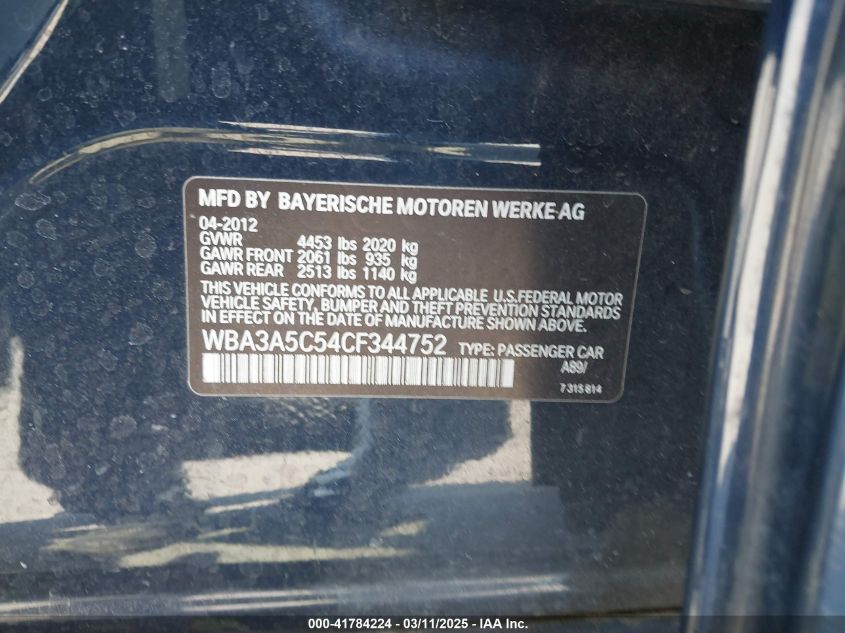 MFD BY BAYERISCHE MOTOREN WERKE AG
04-2012
GVWR 4453 lbs 2020 kg
GAWR FRONT 2061 lbs 935 kg
GAWR REAR 2513 lbs 1140 kg
THIS VEHICLE CONFORMS TO ALL APPLICABLE U.S.FEDERAL MOTOR
VEHICLE SAFETY, BUMPER AND THEFT PREVENTION STANDARDS
IN EFFECT ON THE DATE OF MANUFACTURE SHOWN ABOVE.
WBA3A5C54CF344752 TYPE: PASSENGER CAR
A89/
7315814
000-41784224 - 03/11/2025 - IAA Inc.